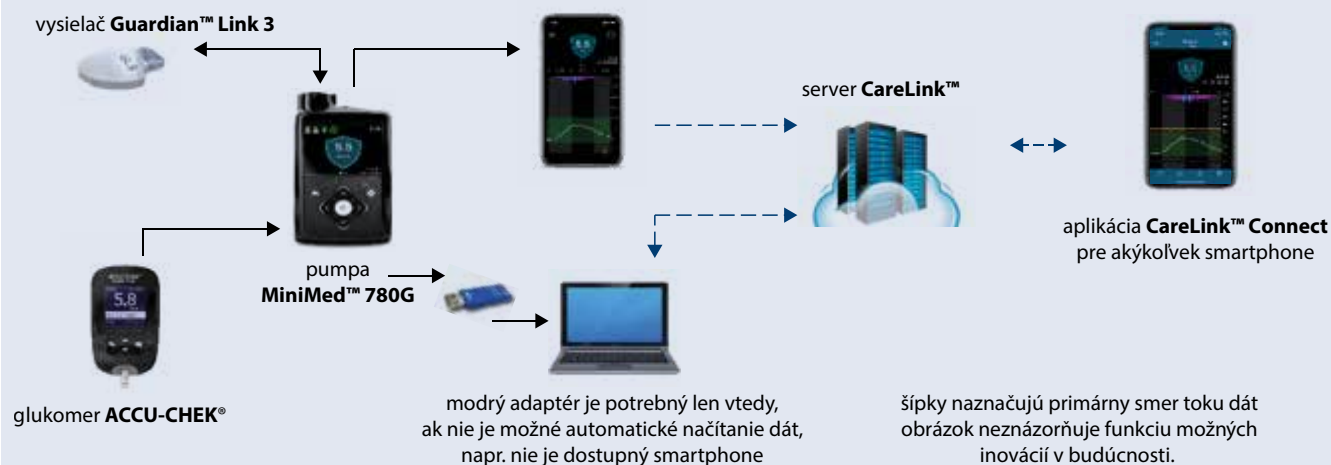 vysielač Guardian™ Link 3
server CareLink™
aplikácia CareLink™ Connect
pre akýkoľvek smartphone
pumpa
MiniMed™ 780G
5.8
glukomer ACCU-CHEK®
modrý adaptér je potrebný len vtedy,
ak nie je možné automatické načítanie dát,
napr. nie je dostupný smartphone
šípky naznačujú primárny smer toku dát
obrázok neznázorňuje funkciu možných
inovácií v budúcnosti.